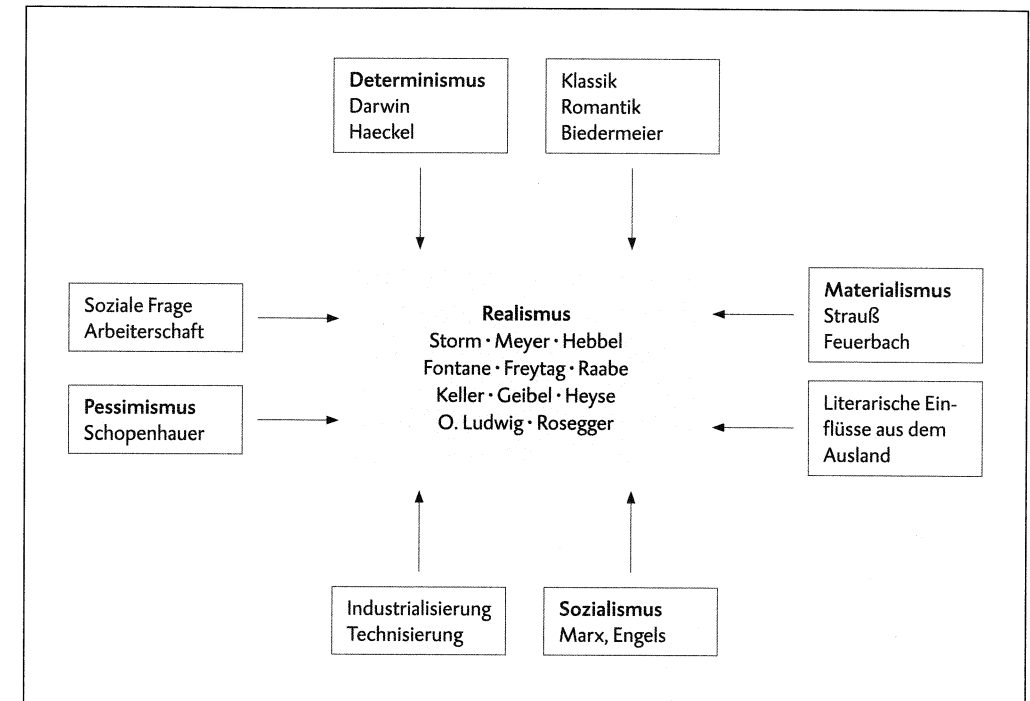 Determinismus
Darwin
Haeckel
Klassik
Romantik
Biedermeier
Soziale Frage
Arbeiterschaft
Pessimismus
Schopenhauer
Realismus
Storm · Meyer · Hebbel
Fontane · Freytag · Raabe
Keller · Geibel · Heyse
O. Ludwig · Rosegger
Materialismus
Strauß
Feuerbach
Literarische Ein-
flüsse aus dem
Ausland
Industrialisierung
Technisierung
Sozialismus
Marx, Engels